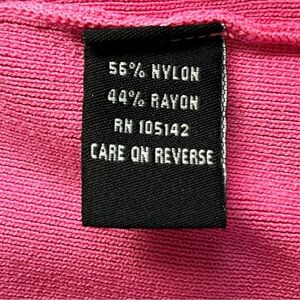 56% NYLON
44% RAYON
RN 105142
CARE ON REVERSE